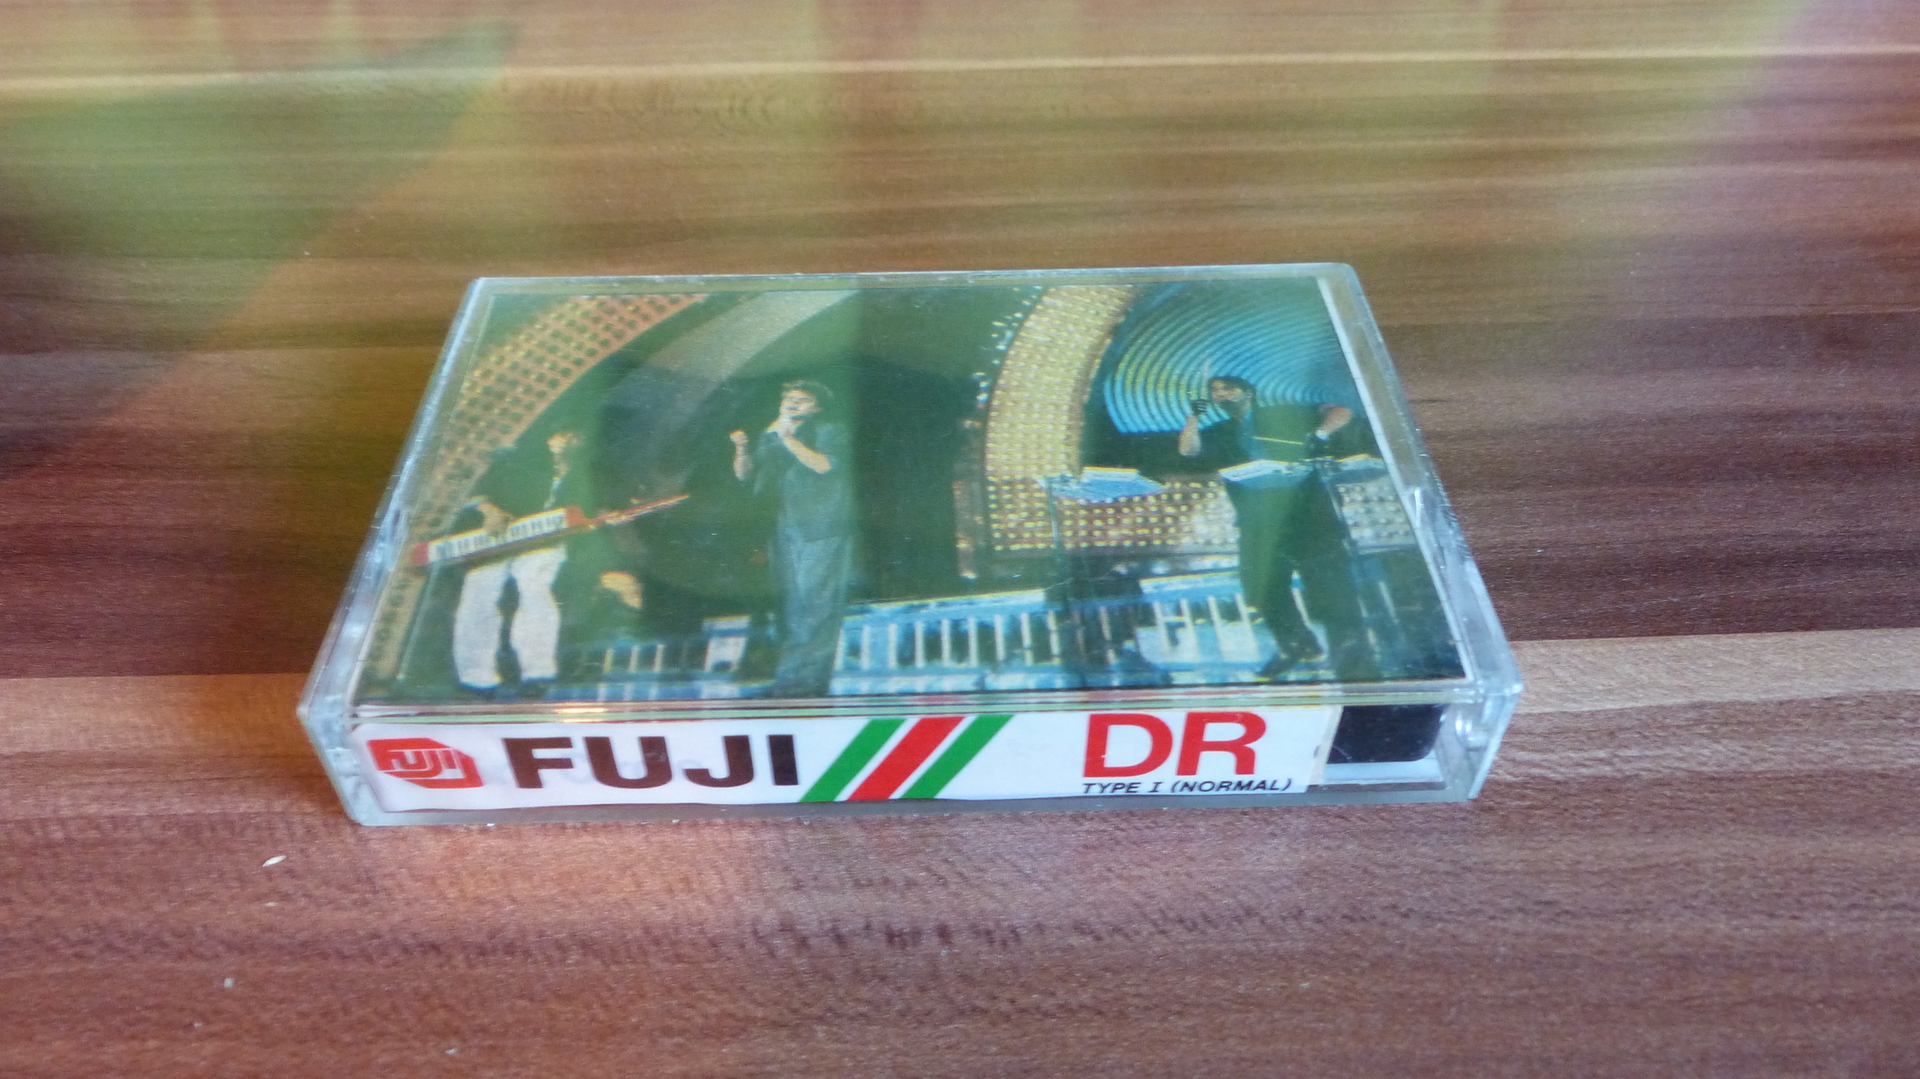 FUJI
FUJI
DR
TYPE I (NORMAL)